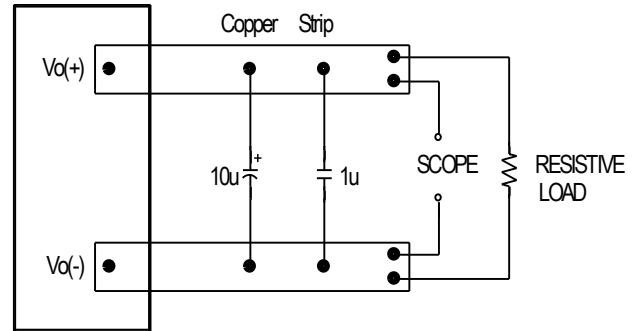 Copper Strip
Vo(+)
10u
+
1u
SCOPE
RESISTIVE
LOAD
Vo(-)